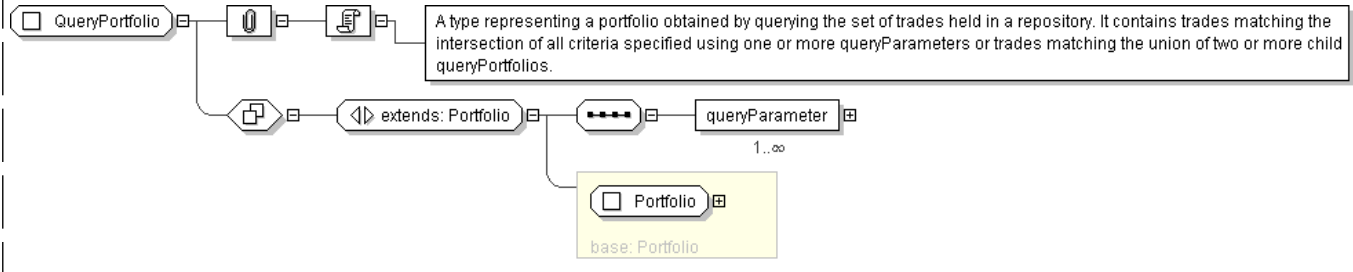 QueryPortfolio
A type representing a portfolio obtained by querying the set of trades held in a repository. It contains trades matching the
intersection of all criteria specified using one or more queryParameters or trades matching the union of two or more child
queryPortfolios.
extends: Portfolio
queryParameter
1..∞
Portfolio
base: Portfolio